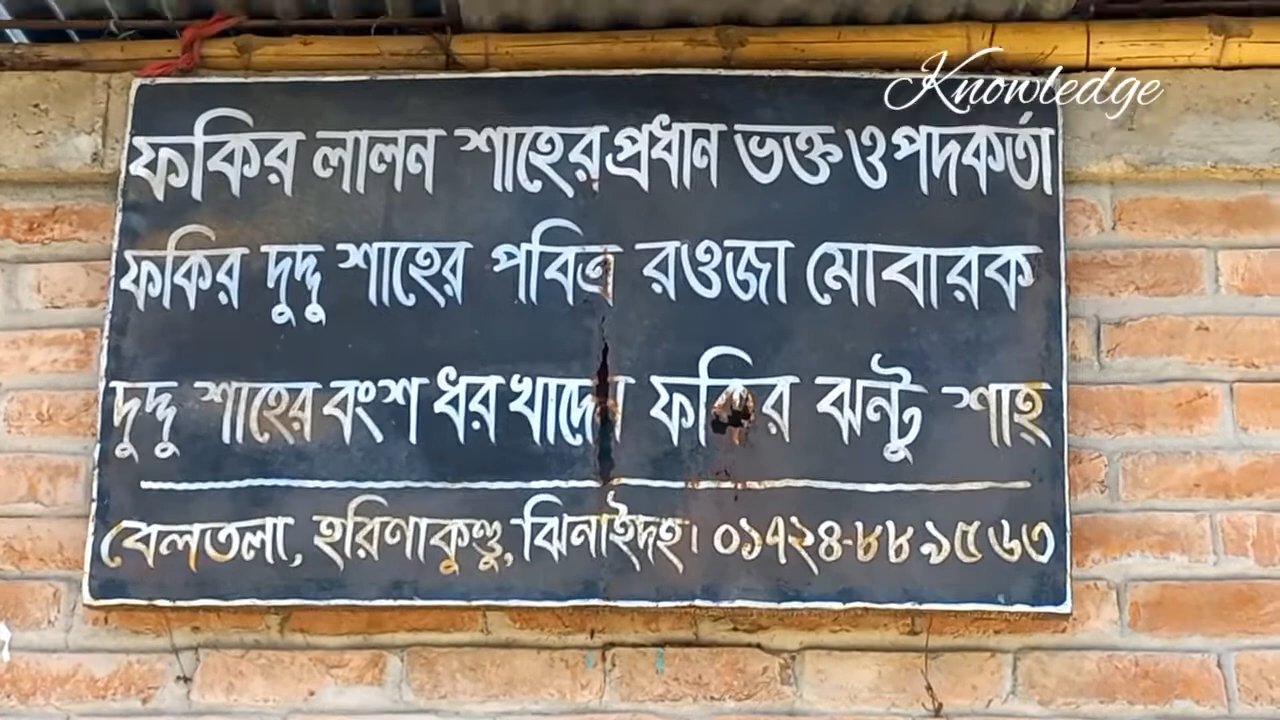 Knowledge
ফকির লালন শাহের প্রধান ভক্ত ও পদকর্তা
ফকির দুদ্দু শাহের পবিত্র রওজা মোবারক
দুদ্দু শাহের বংশ ধর খাদেম ফকির ঝন্টু শাহ্
বেলতলা, হরিণাকুণ্ডু, ঝিনাইদহ। ০১৭২৪-৮৮৯৫৬৩